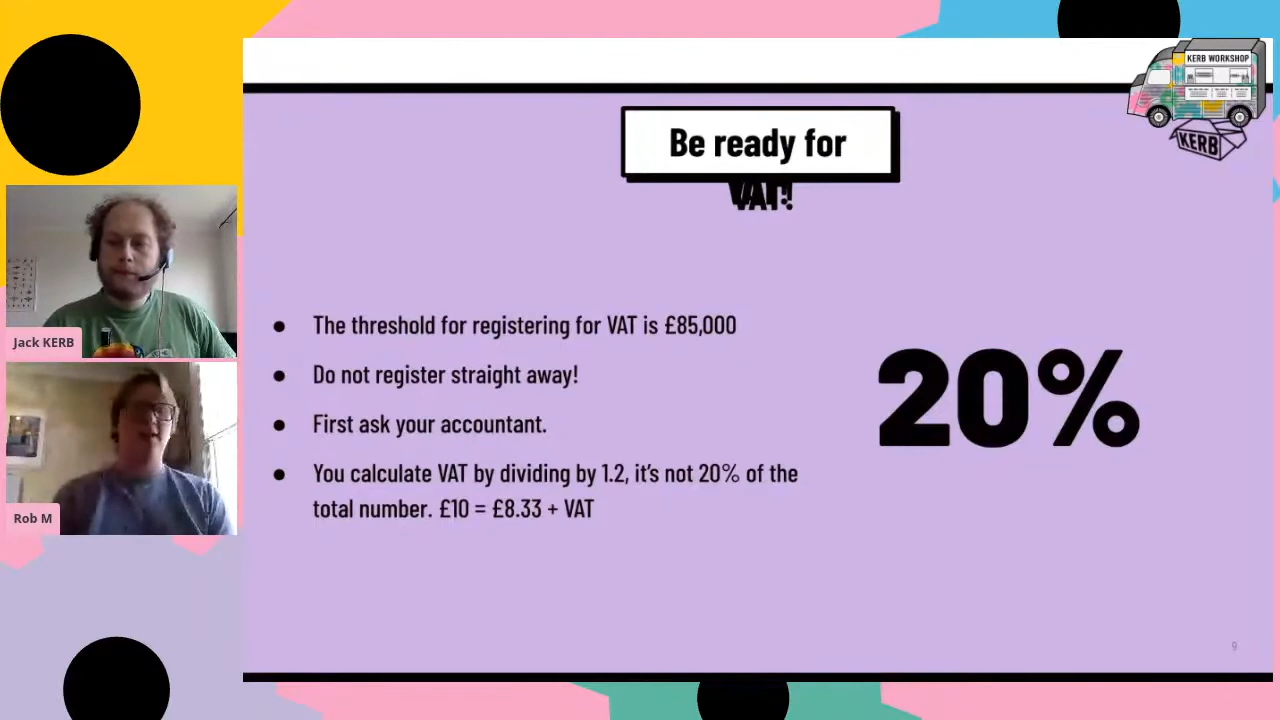 KERB WORKSHOP
KERB
Be ready for
VAT!
● The threshold for registering for VAT is £85,000
● Do not register straight away!
● First ask your accountant.
● You calculate VAT by dividing by 1.2, it's not 20% of the
total number. £10 = £8.33 + VAT
20%
Jack KERB
Rob M
9